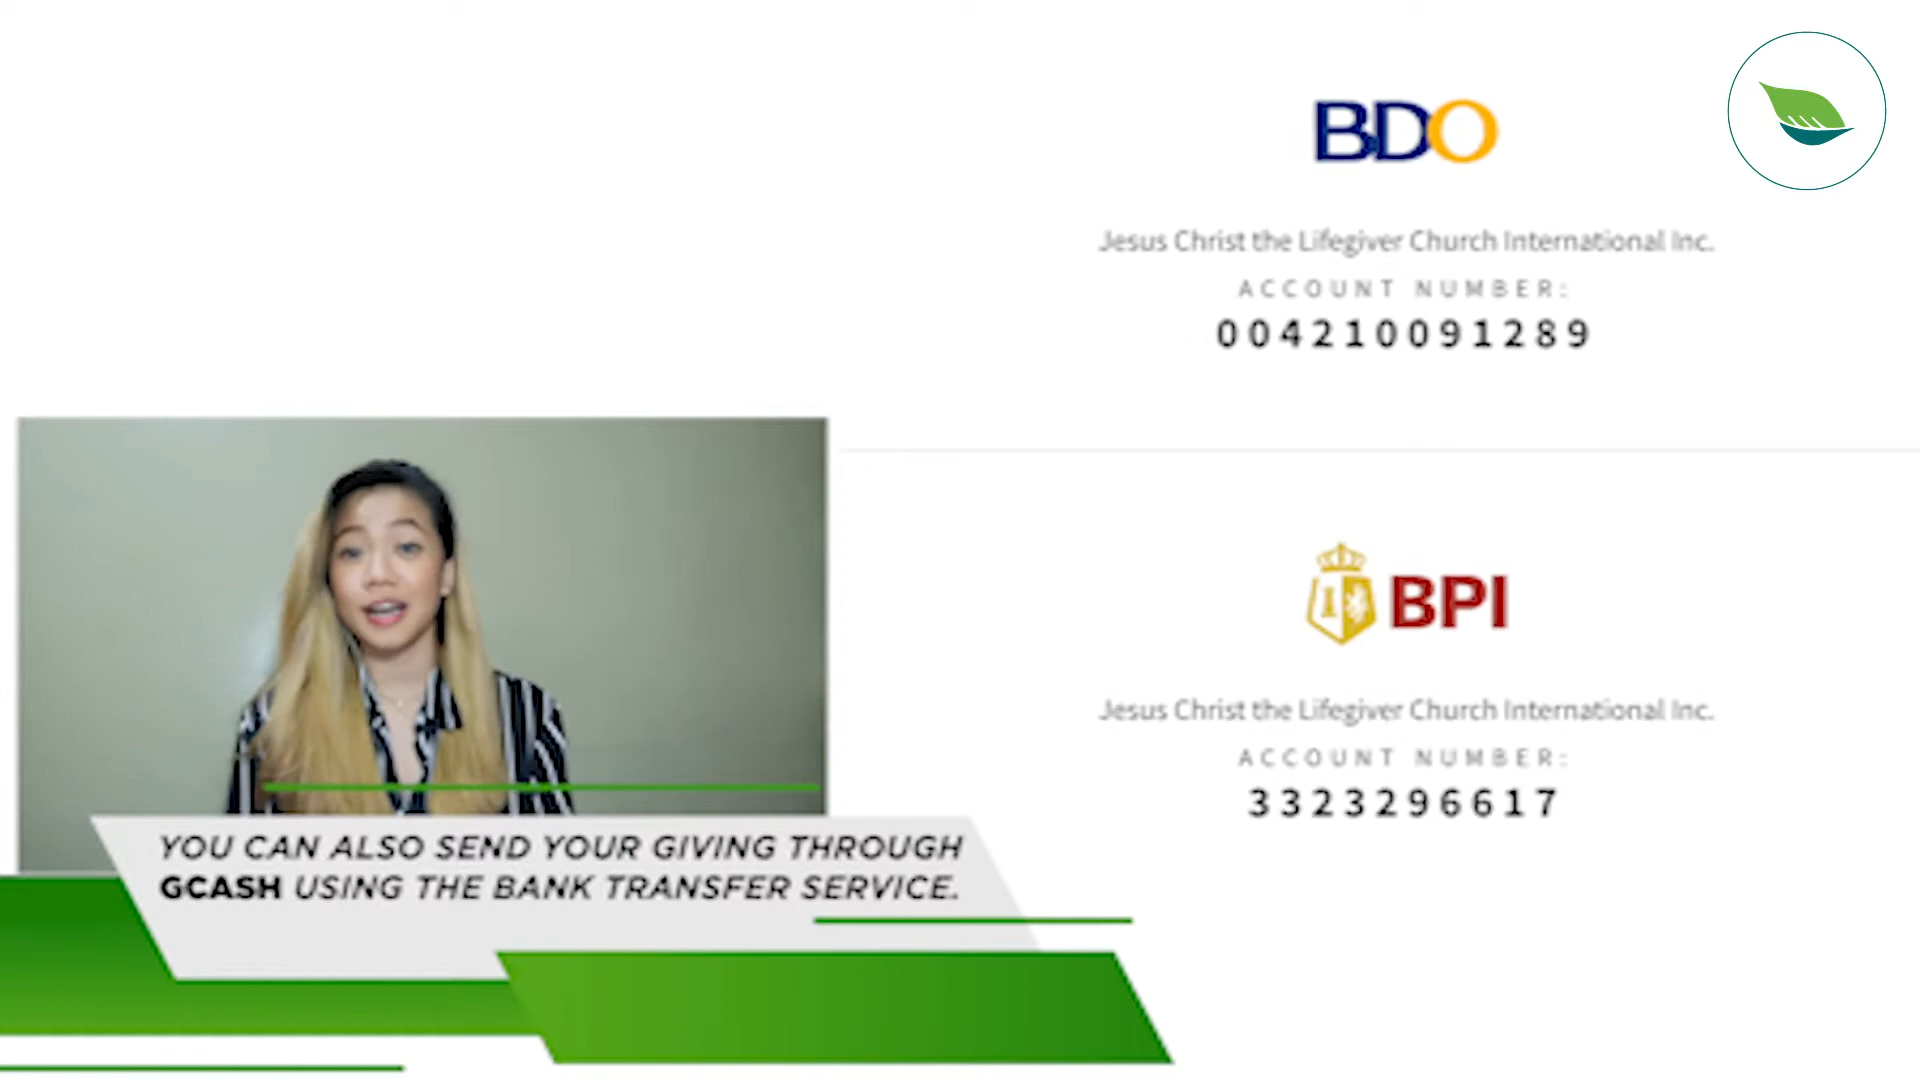 BDO
Jesus Christ the Lifegiver Church International Inc.
ACCOUNT NUMBER:
004210091289
BPI
Jesus Christ the Lifegiver Church International Inc.
ACCOUNT NUMBER:
3323296617
YOU CAN ALSO SEND YOUR GIVING THROUGH
GCASH USING THE BANK TRANSFER SERVICE.